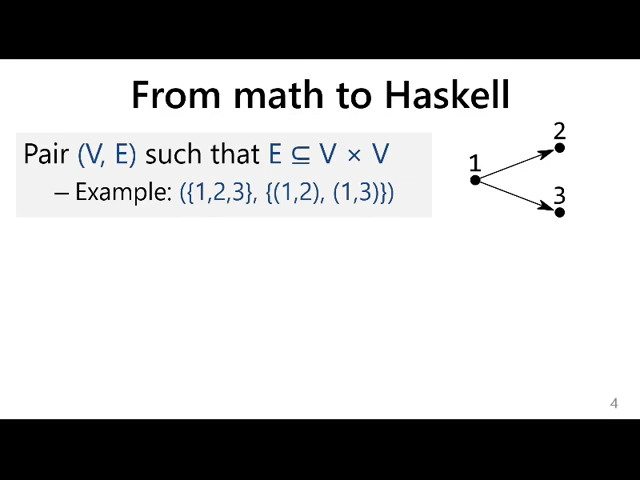 From math to Haskell
Pair (V, E) such that E ⊆ V × V
– Example: ({1,2,3}, {(1,2), (1,3)})
1
2
3
4